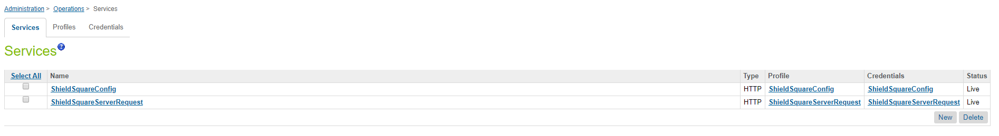 Administration > Operations > Services
Services Profiles Credentials
Services ?
Select All Name Type Profile Credentials Status
ShieldSquareConfig HTTP ShieldSquareConfig ShieldSquareConfig Live
ShieldSquareServerRequest HTTP ShieldSquareServerRequest ShieldSquareServerRequest Live
New Delete